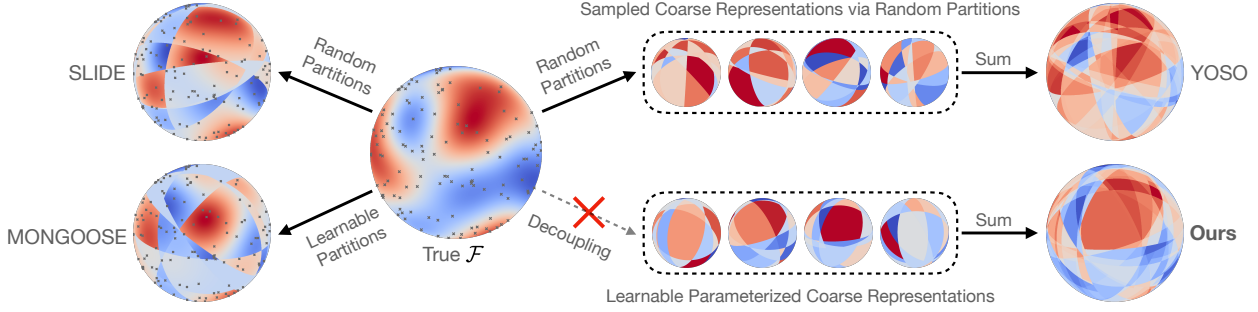 Sampled Coarse Representations via Random Partitions
SLIDE
Random
Partitions
Random
Partitions
Sum
YOSO
MONGOOSE
Learnable
Partitions
True ℱ
Decoupling
Sum
Ours
Learnable Parameterized Coarse Representations